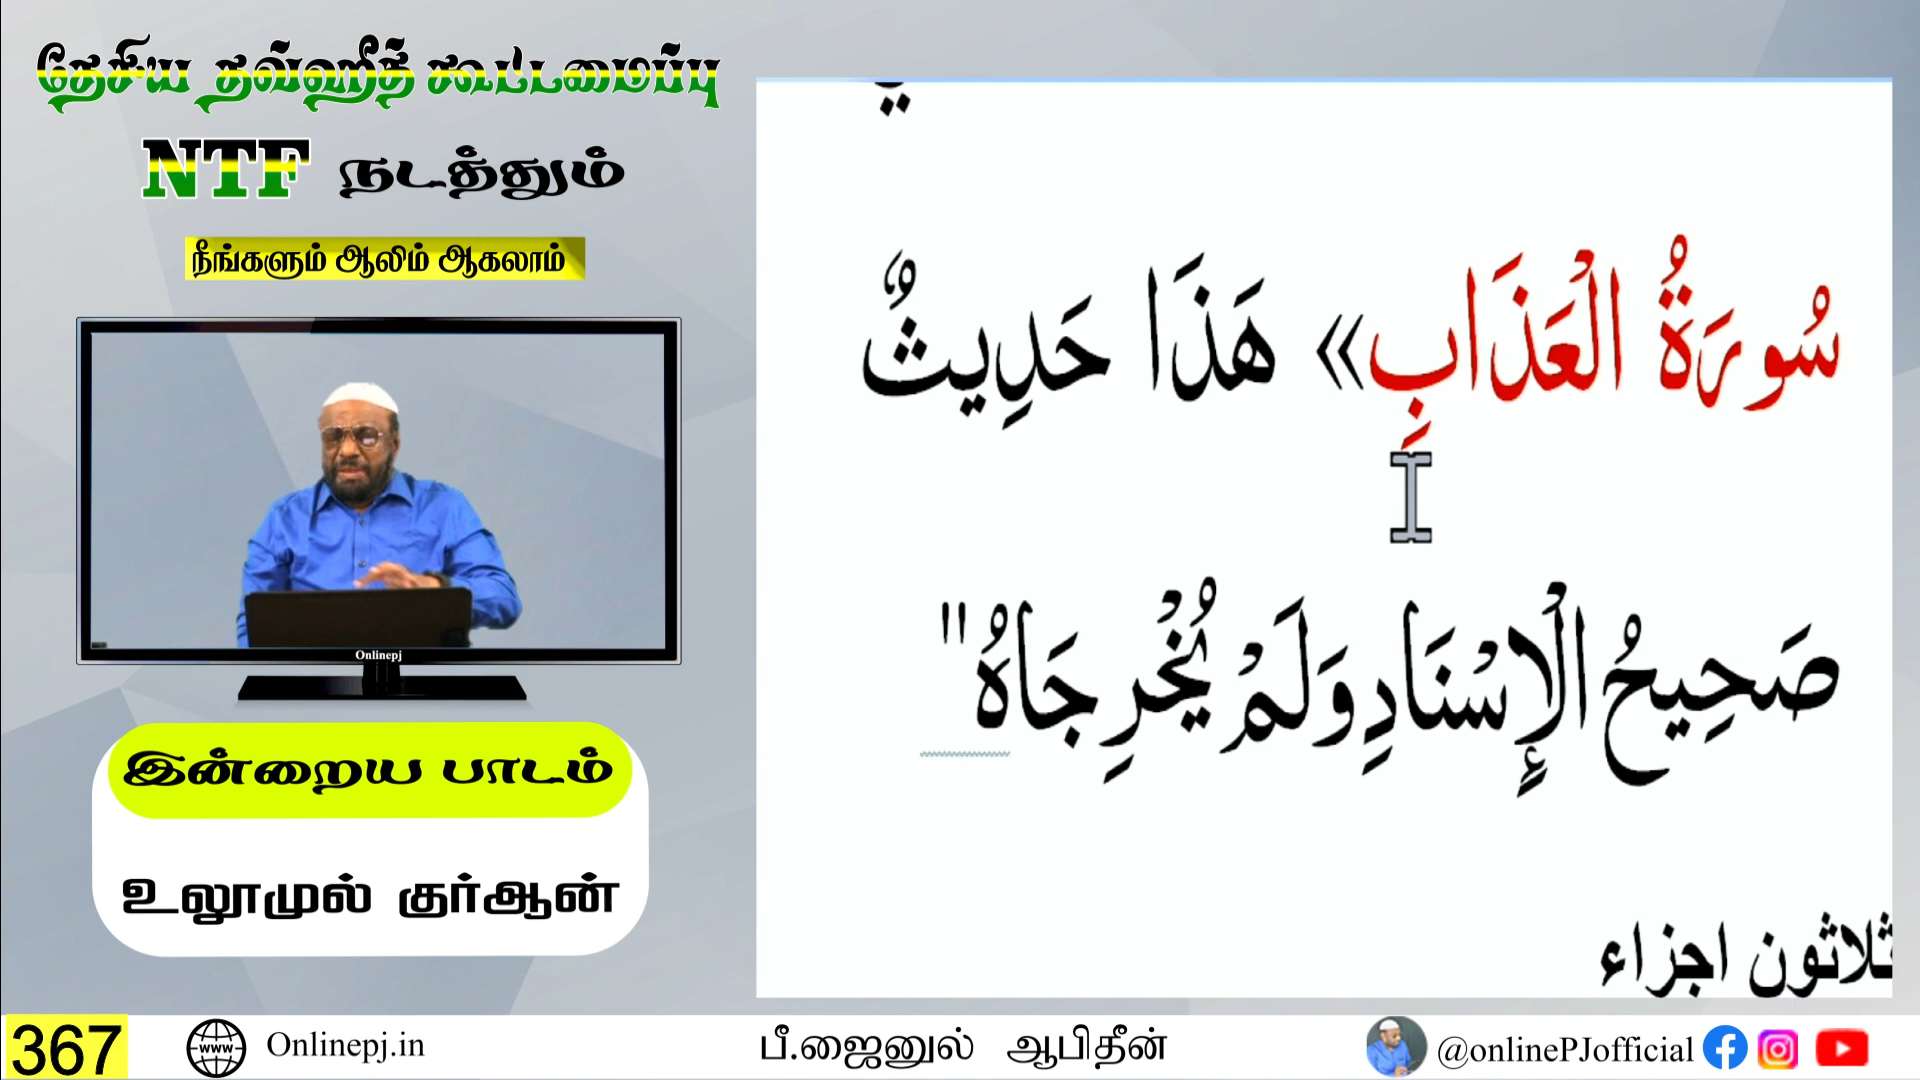 தேசிய தவ்ஹீத் கூட்டமைப்பு
NTF நடத்தும்
நீங்களும் ஆலிம் ஆகலாம்
Onlinepj
இன்றைய பாடம்
உலூமுல் குர்ஆன்
سُورَةُ الْعَذَابِ» هَذَا حَدِيثٌ
صَحِيحُ الْإِسْنَادِ وَلَمْ يُخْرِجَاهُ "
ثلاثون اجزاء
367
www
Onlinepj.in
பீ.ஜைனுல் ஆபிதீன்
@onlinePJofficial